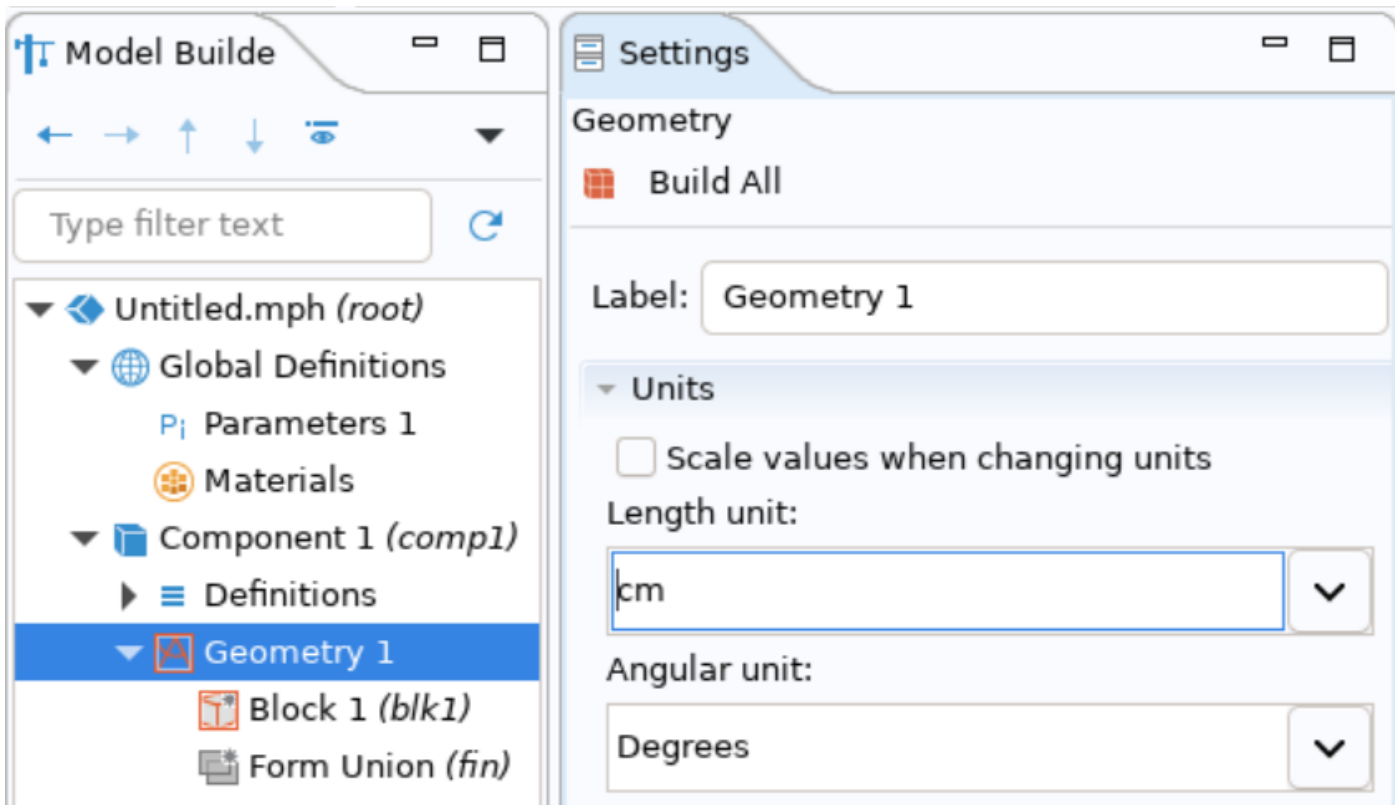 Model Builde
Type filter text
Untitled.mph (root)
Global Definitions
Pi Parameters 1
Materials
Component 1 (comp1)
Definitions
Geometry 1
Block 1 (blk1)
Form Union (fin)
Settings
Geometry
Build All
Label: Geometry 1
Units
Scale values when changing units
Length unit:
cm
Angular unit:
Degrees